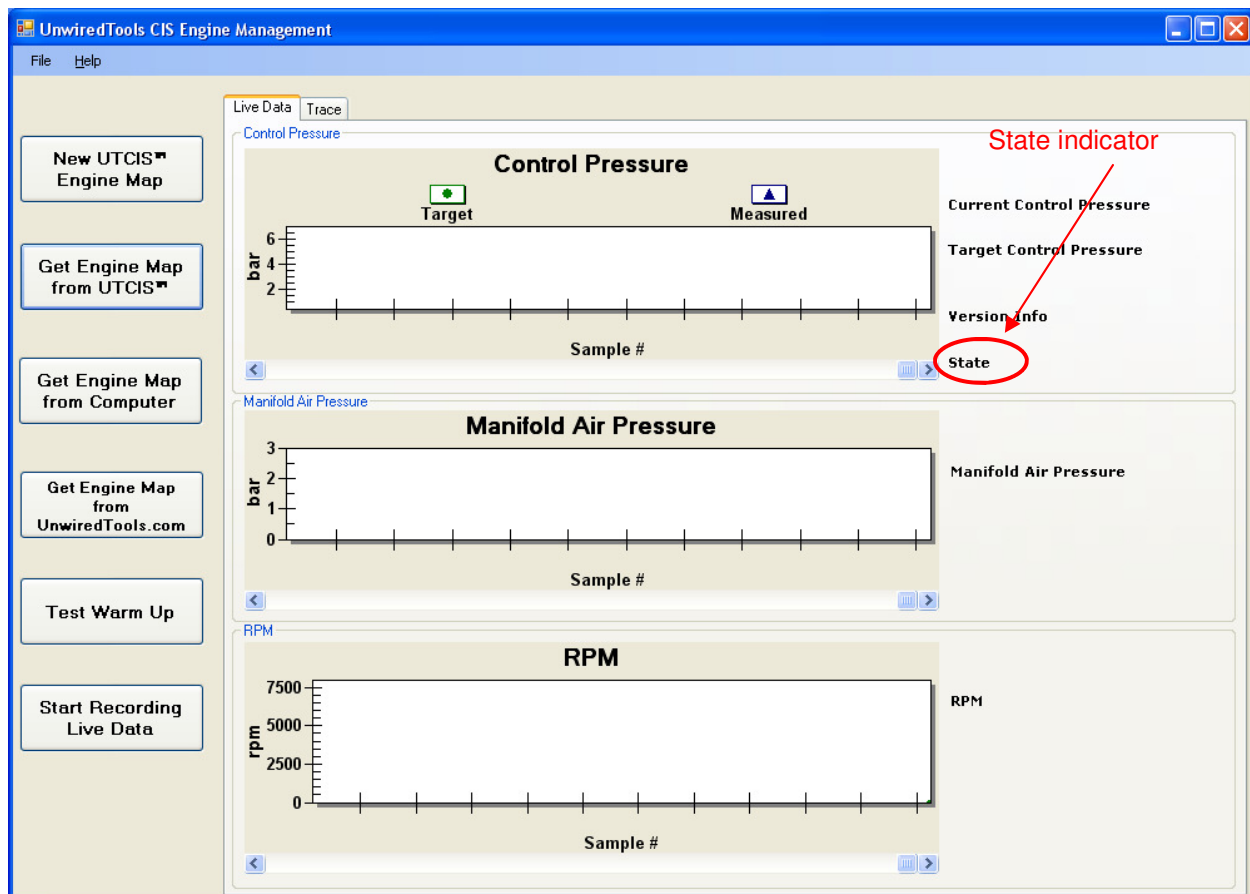 UnwiredTools CIS Engine Management
File Help
New UTCIS™
Engine Map
Get Engine Map
from UTCIS™
Get Engine Map
from Computer
Get Engine Map
from
UnwiredTools.com
Test Warm Up
Start Recording
Live Data
Live Data Trace
Control Pressure
Control Pressure
Target Measured
bar
6
4
2
Sample #
State indicator
Current Control Pressure
Target Control Pressure
Version Info
State
Manifold Air Pressure
Manifold Air Pressure
bar
3
2
1
0
Sample #
Manifold Air Pressure
RPM
RPM
rpm
7500
5000
2500
0
Sample #
RPM